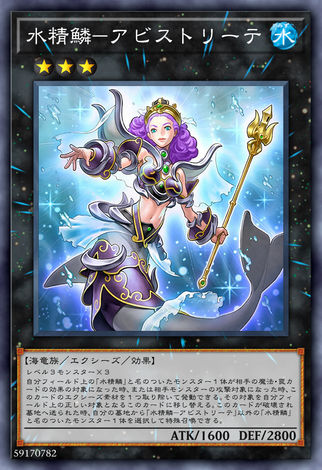 水精鱗－アビストリーテ
水
【海竜族／エクシーズ／効果】
レベル３モンスター×３
自分フィールド上の「水精鱗」と名のついたモンスター１体が相手の魔法・罠カードの効果の対象になった時、または相手モンスターの攻撃対象になった時、
このカードのエクシーズ素材を１つ取り除いて発動できる。その対象を自分フィールド上の正しい対象となるこのカードに移し替える。このカードが破壊され
墓地へ送られた時、自分の墓地から「水精鱗－アビストリーテ」以外の「水精鱗」
と名のついたモンスター１体を選択して特殊召喚できる。
ATK/1600 DEF/2800
59170782